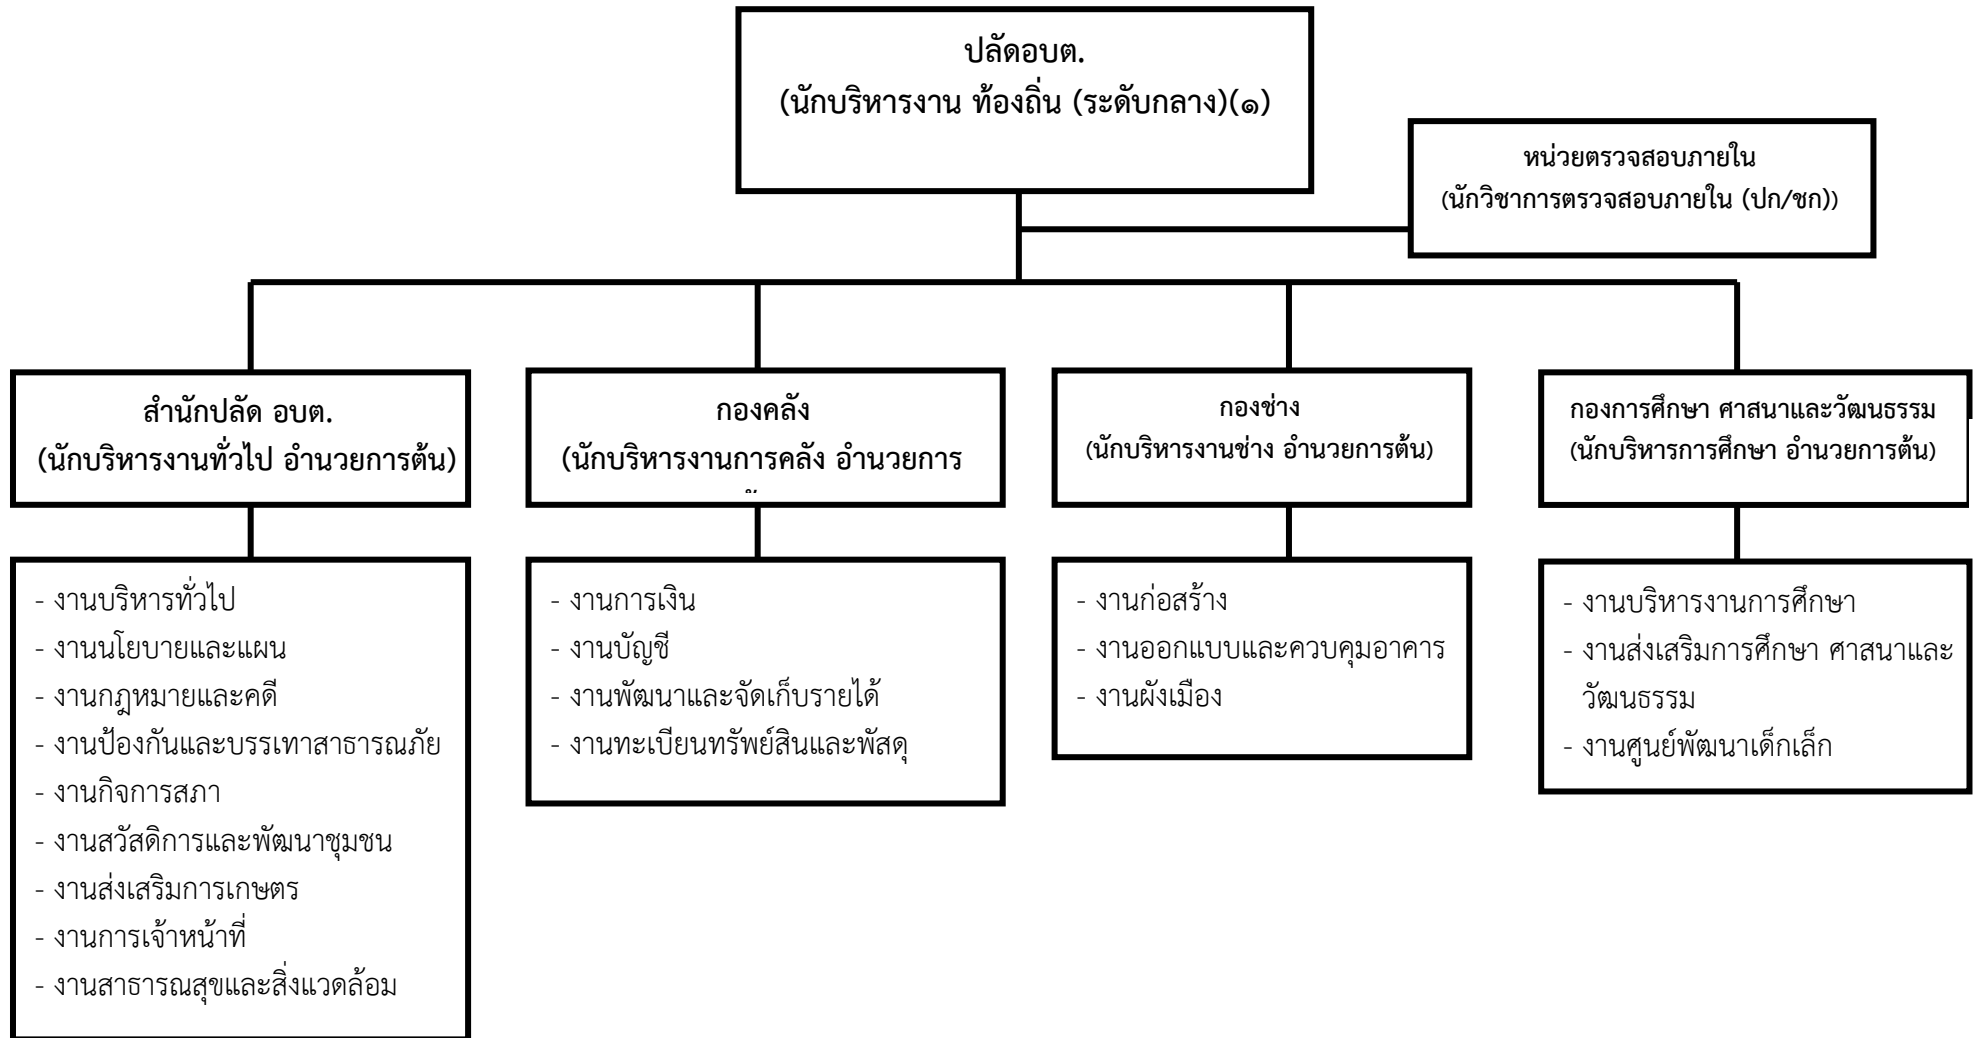 ปลัดอบต.
(นักบริหารงาน ท้องถิ่น (ระดับกลาง)(๑)
หน่วยตรวจสอบภายใน
(นักวิชาการตรวจสอบภายใน (ปก/ชก))
สำนักปลัด อบต.
(นักบริหารงานทั่วไป อำนวยการต้น)
กองคลัง
(นักบริหารงานการคลัง อำนวยการ
กองช่าง
(นักบริหารงานช่าง อำนวยการต้น)
กองการศึกษา ศาสนาและวัฒนธรรม
(นักบริหารการศึกษา อำนวยการต้น)
- งานบริหารทั่วไป
- งานนโยบายและแผน
- งานกฎหมายและคดี
- งานป้องกันและบรรเทาสาธารณภัย
- งานกิจการสภา
- งานสวัสดิการและพัฒนาชุมชน
- งานส่งเสริมการเกษตร
- งานการเจ้าหน้าที่
- งานสาธารณสุขและสิ่งแวดล้อม
- งานการเงิน
- งานบัญชี
- งานพัฒนาและจัดเก็บรายได้
- งานทะเบียนทรัพย์สินและพัสดุ
- งานก่อสร้าง
- งานออกแบบและควบคุมอาคาร
- งานผังเมือง
- งานบริหารงานการศึกษา
- งานส่งเสริมการศึกษา ศาสนาและ
วัฒนธรรม
- งานศูนย์พัฒนาเด็กเล็ก